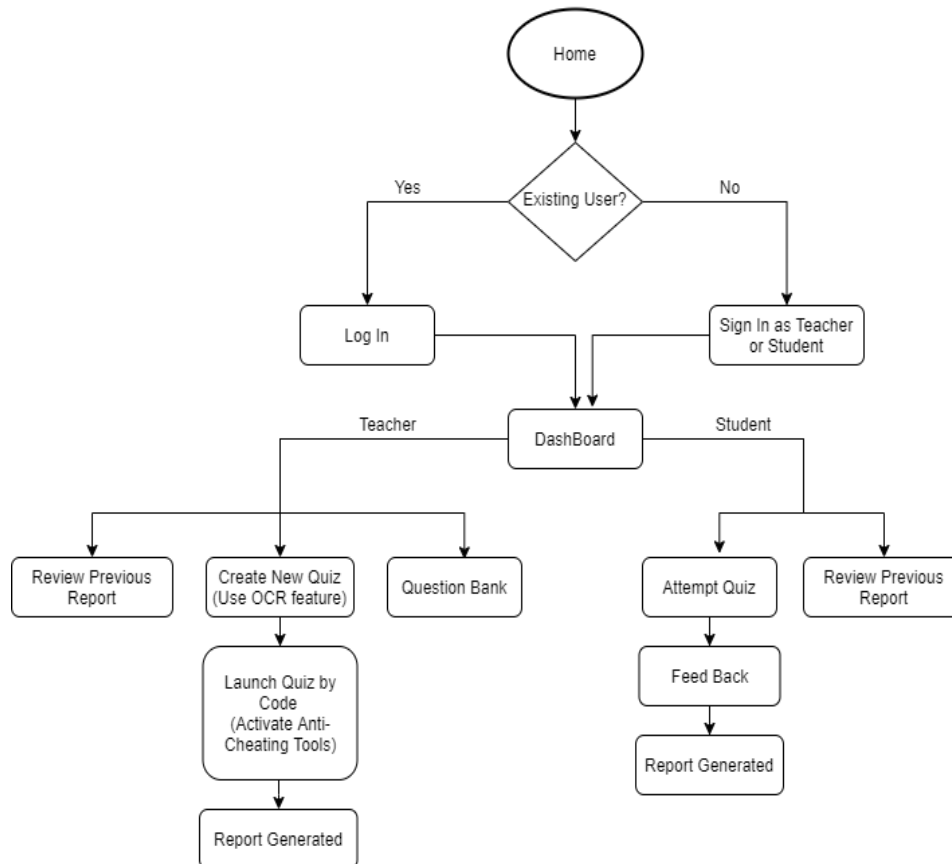 Home
Yes
No
Existing User?
Log In
Sign In as Teacher
or Student
Teacher
Student
DashBoard
Review Previous
Report
Create New Quiz
(Use OCR feature)
Question Bank
Attempt Quiz
Review Previous
Report
Launch Quiz by
Code
(Activate Anti-
Cheating Tools)
Feed Back
Report Generated
Report Generated